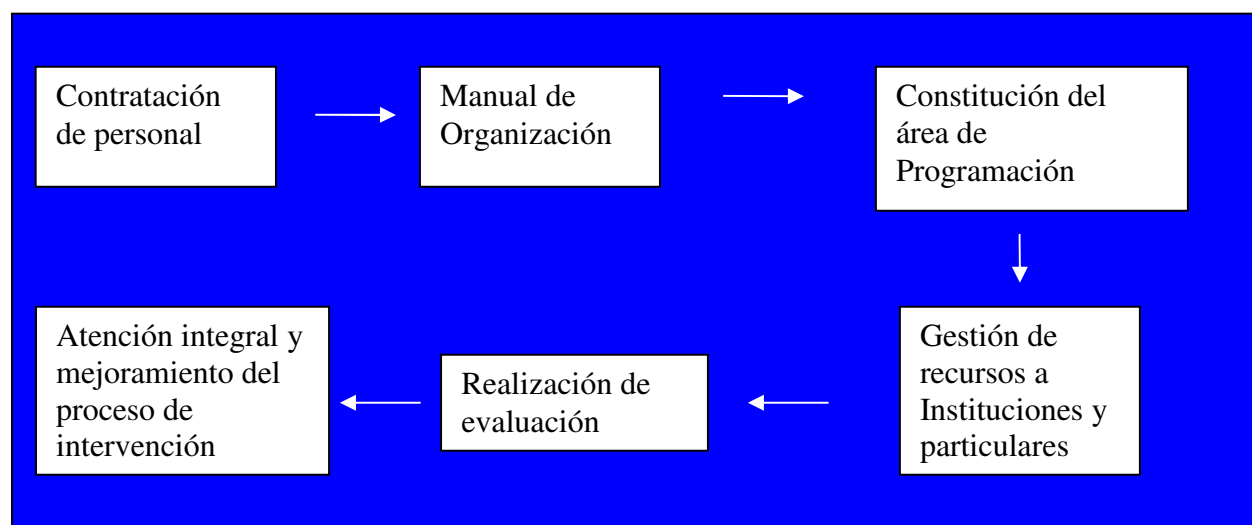 Contratación
de personal
Manual de
Organización
Constitución del
área de
Programación
Gestión de
recursos a
Instituciones y
particulares
Realización de
evaluación
Atención integral y
mejoramiento del
proceso de
intervención